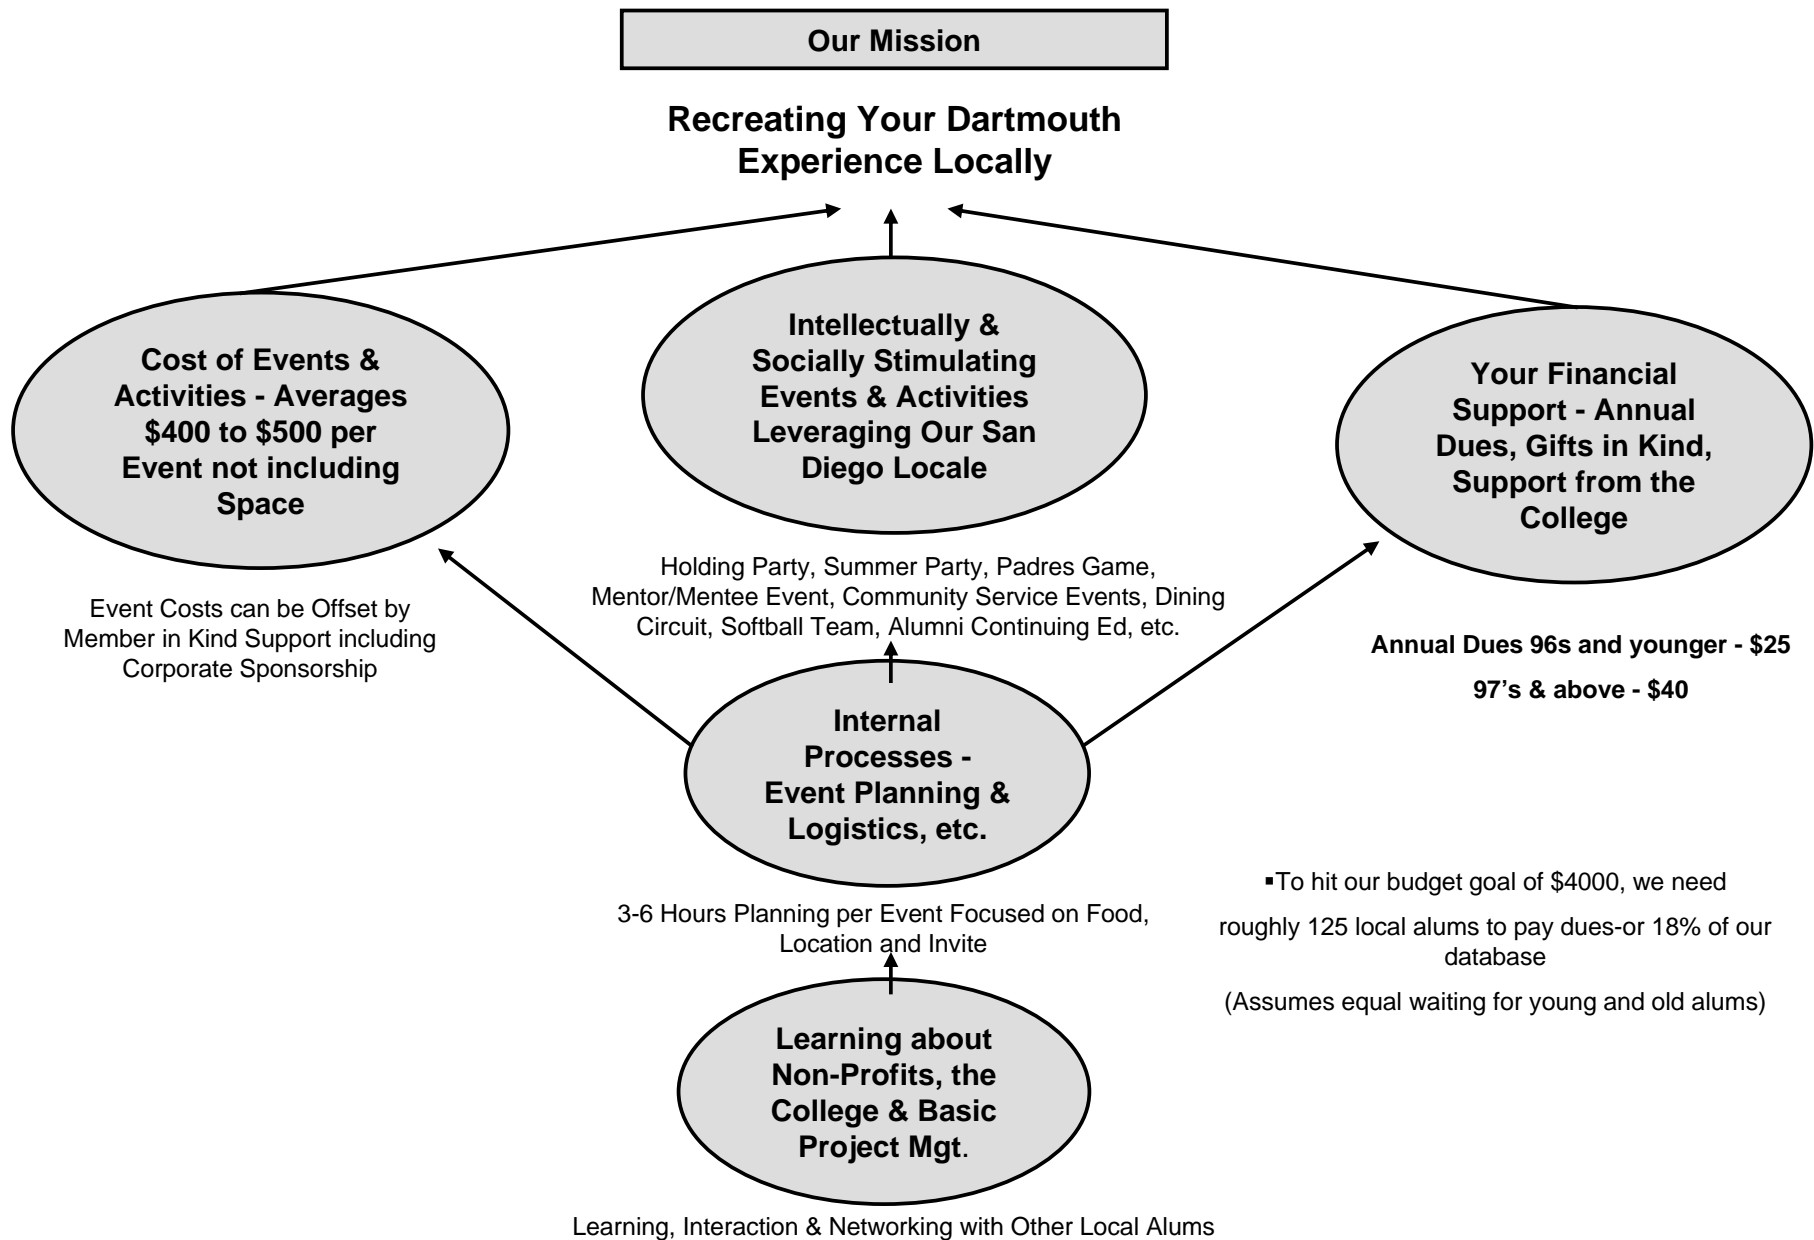 Our Mission
Recreating Your Dartmouth
Experience Locally
Cost of Events &
Activities - Averages
$400 to $500 per
Event not including
Space
Event Costs can be Offset by
Member in Kind Support including
Corporate Sponsorship
Intellectually &
Socially Stimulating
Events & Activities
Leveraging Our San
Diego Locale
Holding Party, Summer Party, Padres Game,
Mentor/Mentee Event, Community Service Events, Dining
Circuit, Softball Team, Alumni Continuing Ed, etc.
Your Financial
Support - Annual
Dues, Gifts in Kind,
Support from the
College
Annual Dues 96s and younger - $25
97’s & above - $40
Internal
Processes -
Event Planning &
Logistics, etc.
3-6 Hours Planning per Event Focused on Food,
Location and Invite
▪To hit our budget goal of $4000, we need
roughly 125 local alums to pay dues-or 18% of our
database
(Assumes equal waiting for young and old alums)
Learning about
Non-Profits, the
College & Basic
Project Mgt.
Learning, Interaction & Networking with Other Local Alums